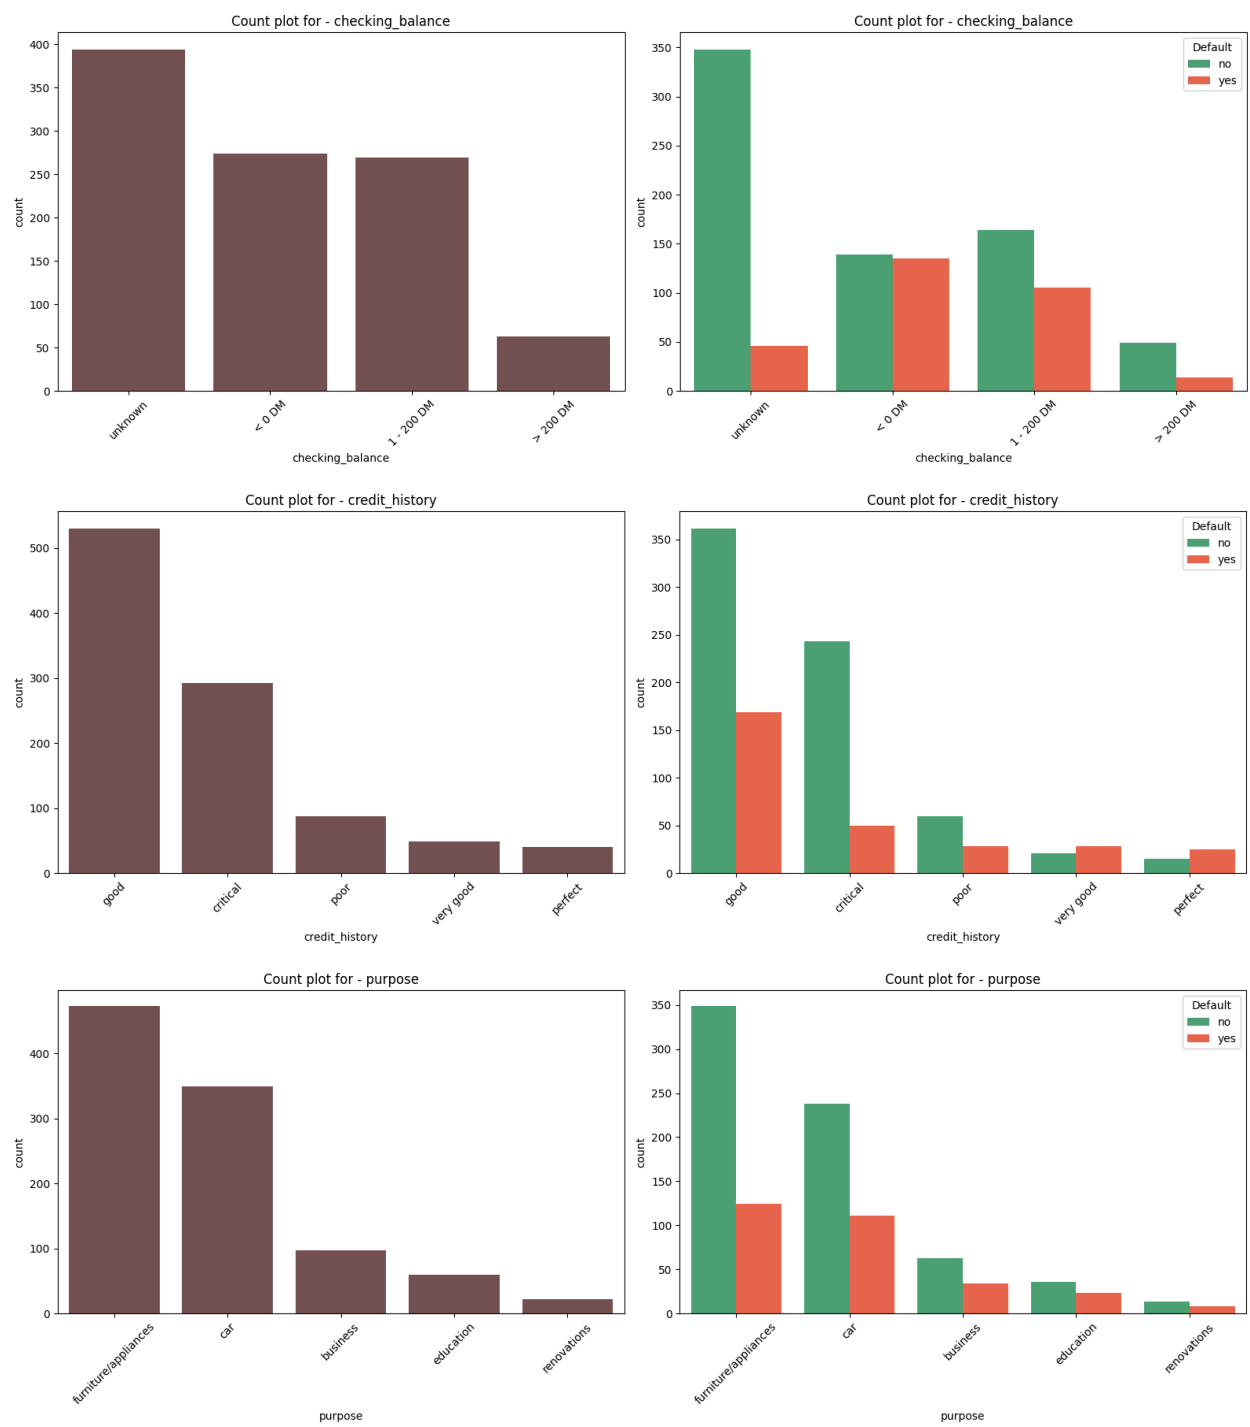 Count plot for - checking_balance
400
350
300
250
200
150
100
50
0
count
unknown
< 0 DM
1 - 200 DM
> 200 DM
checking_balance
Count plot for - checking_balance
Default
no
yes
350
300
250
200
150
100
50
0
count
unknown
< 0 DM
1 - 200 DM
> 200 DM
checking_balance
Count plot for - credit_history
500
400
300
200
100
0
count
good
critical
poor
very good
perfect
credit_history
Count plot for - credit_history
Default
no
yes
350
300
250
200
150
100
50
0
count
good
critical
poor
very good
perfect
credit_history
Count plot for - purpose
400
300
200
100
0
count
furniture/appliances
car
business
education
renovations
purpose
Count plot for - purpose
Default
no
yes
350
300
250
200
150
100
50
0
count
furniture/appliances
car
business
education
renovations
purpose